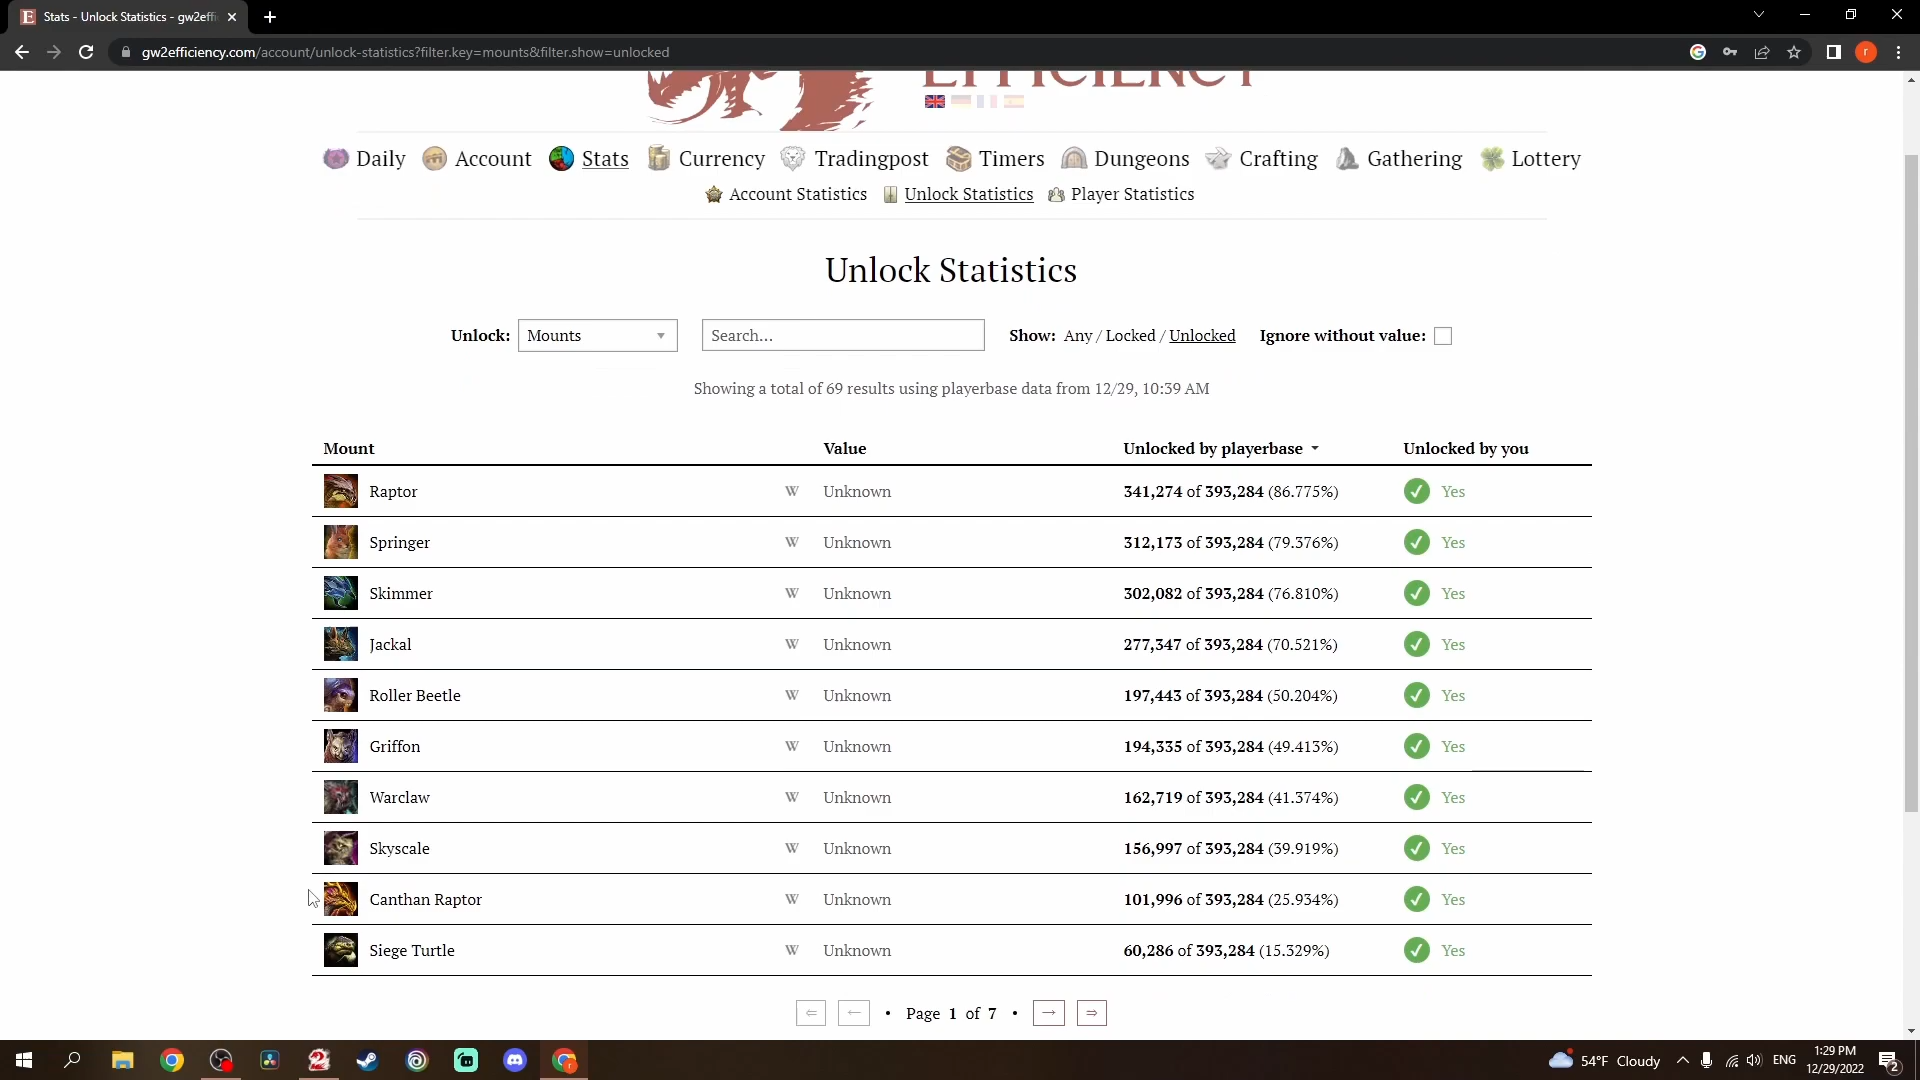 Stats - Unlock Statistics - gw2effi
gw2efficiency.com/account/unlock-statistics?filter.key=mounts&filter.show=unlocked
EFFICIENCY
Daily Account Stats Currency Tradingpost Timers Dungeons Crafting Gathering Lottery
Account Statistics Unlock Statistics Player Statistics
Unlock Statistics
Unlock: Mounts Search... Show: Any / Locked / Unlocked Ignore without value:
Showing a total of 69 results using playerbase data from 12/29, 10:39 AM
Mount Value Unlocked by playerbase Unlocked by you
Raptor W Unknown 341,274 of 393,284 (86.775%) Yes
Springer W Unknown 312,173 of 393,284 (79.376%) Yes
Skimmer W Unknown 302,082 of 393,284 (76.810%) Yes
Jackal W Unknown 277,347 of 393,284 (70.521%) Yes
Roller Beetle W Unknown 197,443 of 393,284 (50.204%) Yes
Griffon W Unknown 194,335 of 393,284 (49.413%) Yes
Warclaw W Unknown 162,719 of 393,284 (41.374%) Yes
Skyscale W Unknown 156,997 of 393,284 (39.919%) Yes
Canthan Raptor W Unknown 101,996 of 393,284 (25.934%) Yes
Siege Turtle W Unknown 60,286 of 393,284 (15.329%) Yes
⇐ ← • Page 1 of 7 • → ⇒
54°F Cloudy ENG 1:29 PM
12/29/2022 2